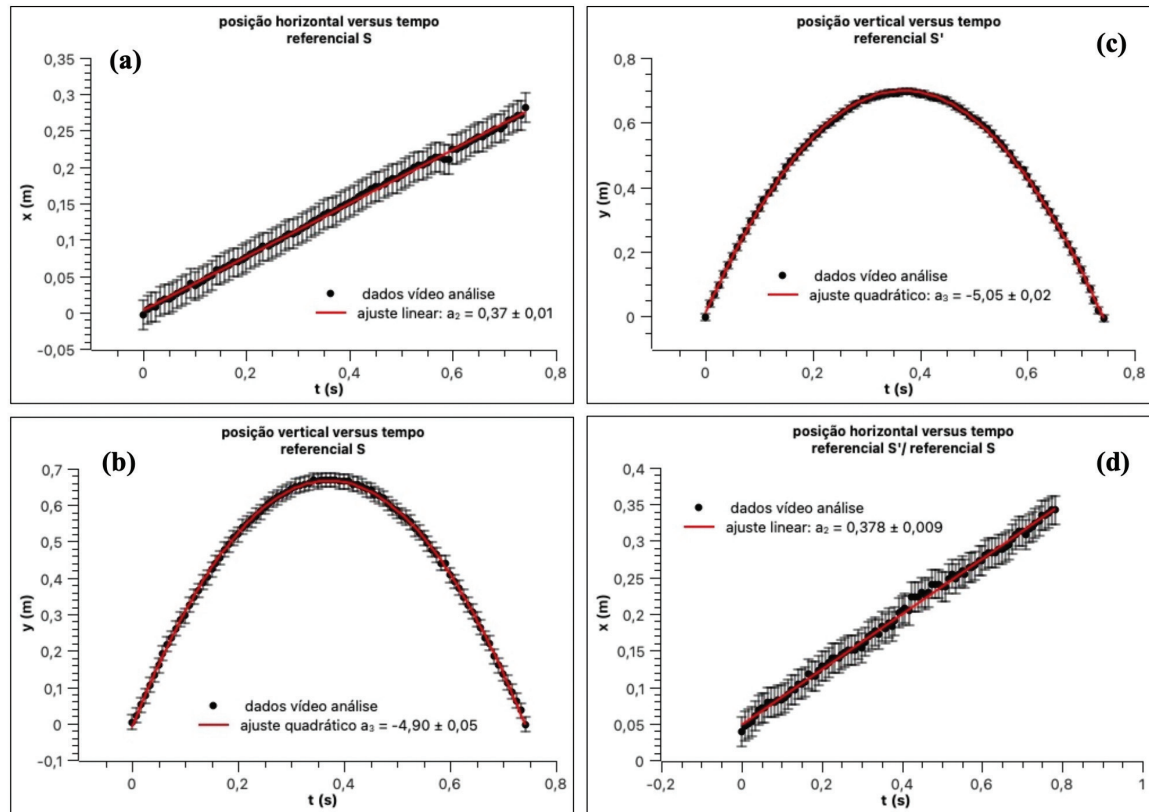 posição horizontal versus tempo
referencial S
(a)
0,35
0,3
0,25
0,2
0,15
0,1
0,05
0
-0,05
x (m)
dados vídeo análise
ajuste linear: a₂ = 0,37 ± 0,01
0
0,2
0,4
0,6
0,8
t (s)
posição vertical versus tempo
referencial S'
(c)
0,8
0,6
0,4
0,2
0
y (m)
dados vídeo análise
ajuste quadrático: a₃ = -5,05 ± 0,02
0
0,2
0,4
0,6
0,8
t (s)
posição vertical versus tempo
referencial S
(b)
0,7
0,6
0,5
0,4
0,3
0,2
0,1
0
-0,1
y (m)
dados vídeo análise
ajuste quadrático a₃ = -4,90 ± 0,05
0
0,2
0,4
0,6
0,8
t (s)
posição horizontal versus tempo
referencial S'/ referencial S
(d)
0,4
0,35
0,3
0,25
0,2
0,15
0,1
0,05
0
x (m)
dados vídeo análise
ajuste linear: a₂ = 0,378 ± 0,009
-0,2
0
0,2
0,4
0,6
0,8
1
t (s)